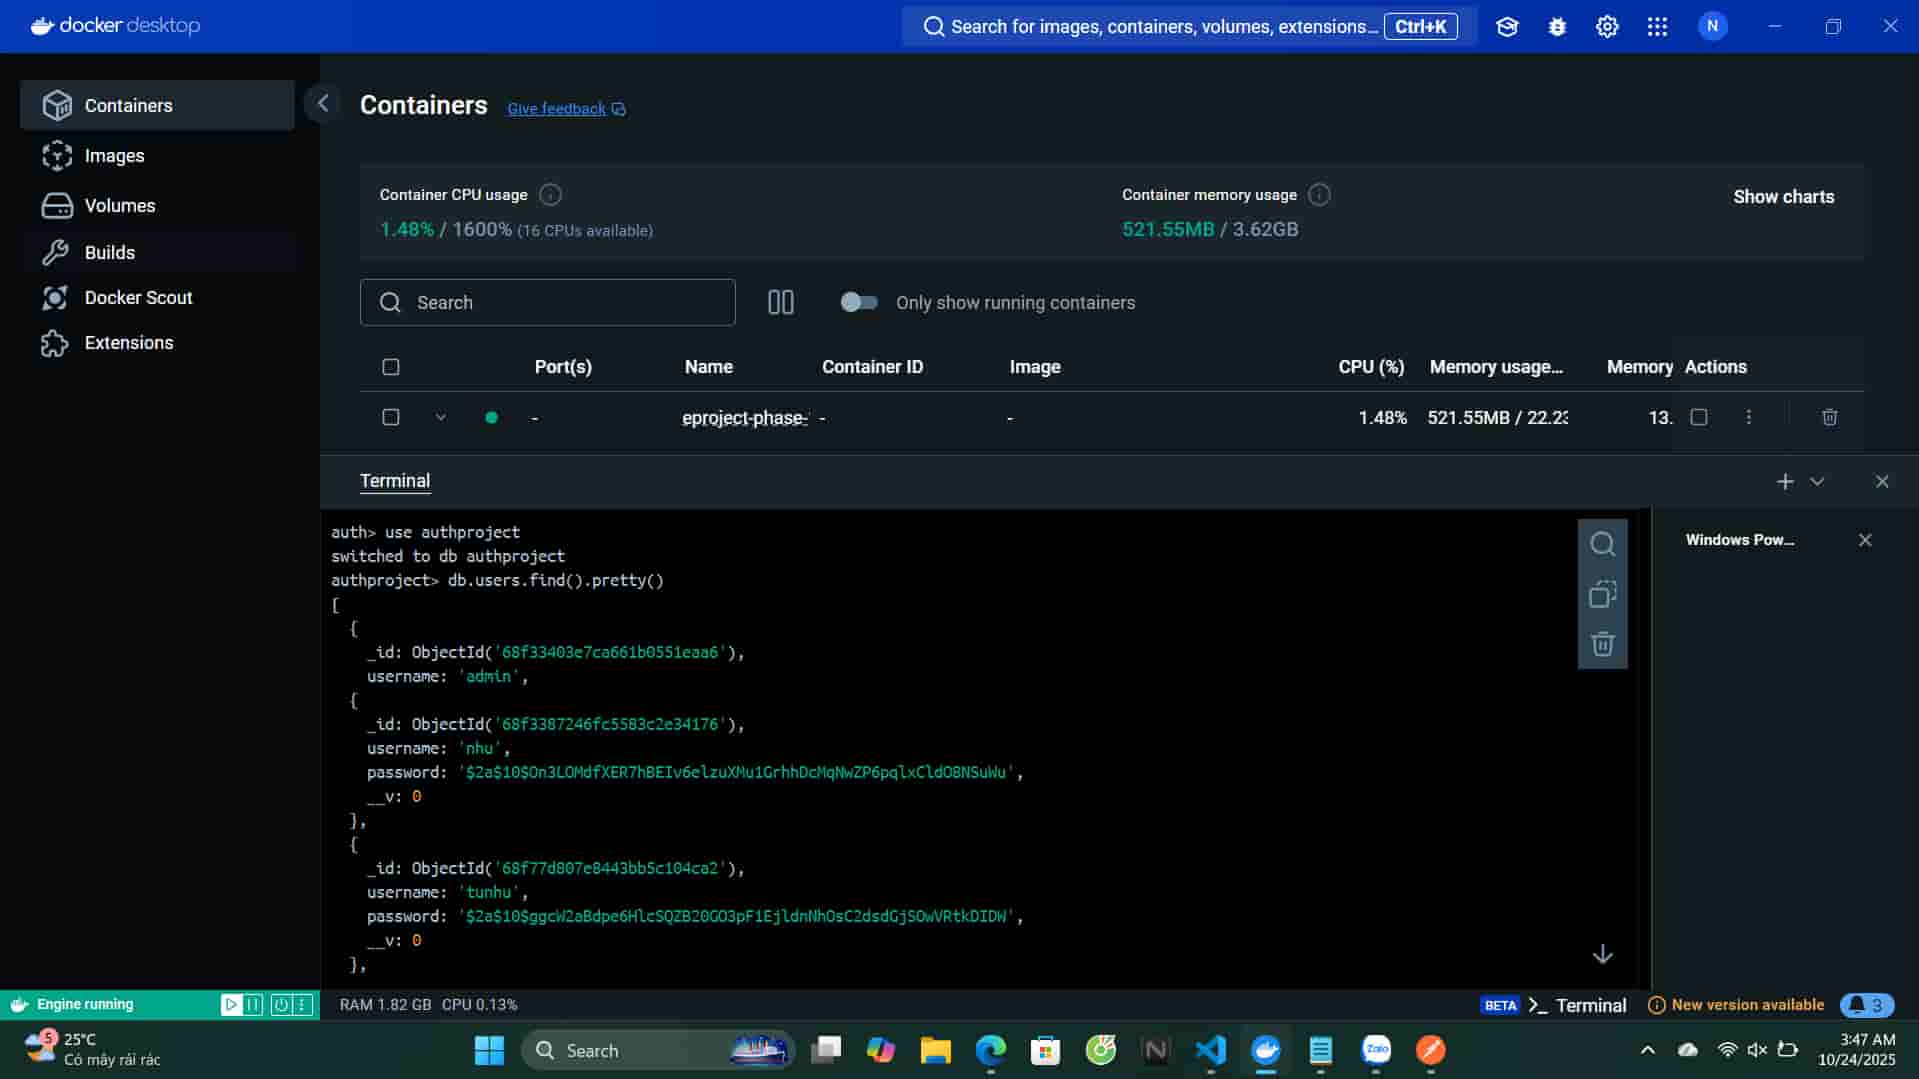 docker desktop
Search for images, containers, volumes, extensions... Ctrl+K
N
Containers
Images
Volumes
Builds
Docker Scout
Extensions
Containers Give feedback
Container CPU usage
1.48% / 1600% (16 CPUs available)
Container memory usage
521.55MB / 3.62GB
Show charts
Search
Only show running containers
Port(s) Name Container ID Image CPU (%) Memory usage... Memory Actions
- eproject-phase- - - 1.48% 521.55MB / 22.23 13.
Terminal
auth> use authproject
switched to db authproject
authproject> db.users.find().pretty()
[
{
_id: ObjectId('68f33403e7ca661b0551eaa6'),
username: 'admin',
{
_id: ObjectId('68f3387246fc5583c2e34176'),
username: 'nhu',
password: '$2a$10$On3LOMdfXER7hBEIv6elzuXMu1GrhhDcMqNwZP6pqlxCldO8NSuWu',
__v: 0
},
{
_id: ObjectId('68f77d807e8443bb5c104ca2'),
username: 'tunhu',
password: '$2a$10$ggcW2aBdpe6HlcSQZB20GO3pF1EjldnNhOsC2dsdGjSOwVRtkDIDW',
__v: 0
},
Windows Pow...
Engine running
RAM 1.82 GB CPU 0.13%
BETA >_ Terminal
New version available
3
5
25°C
Có mây rải rác
Search
Zalo
3:47 AM
10/24/2025